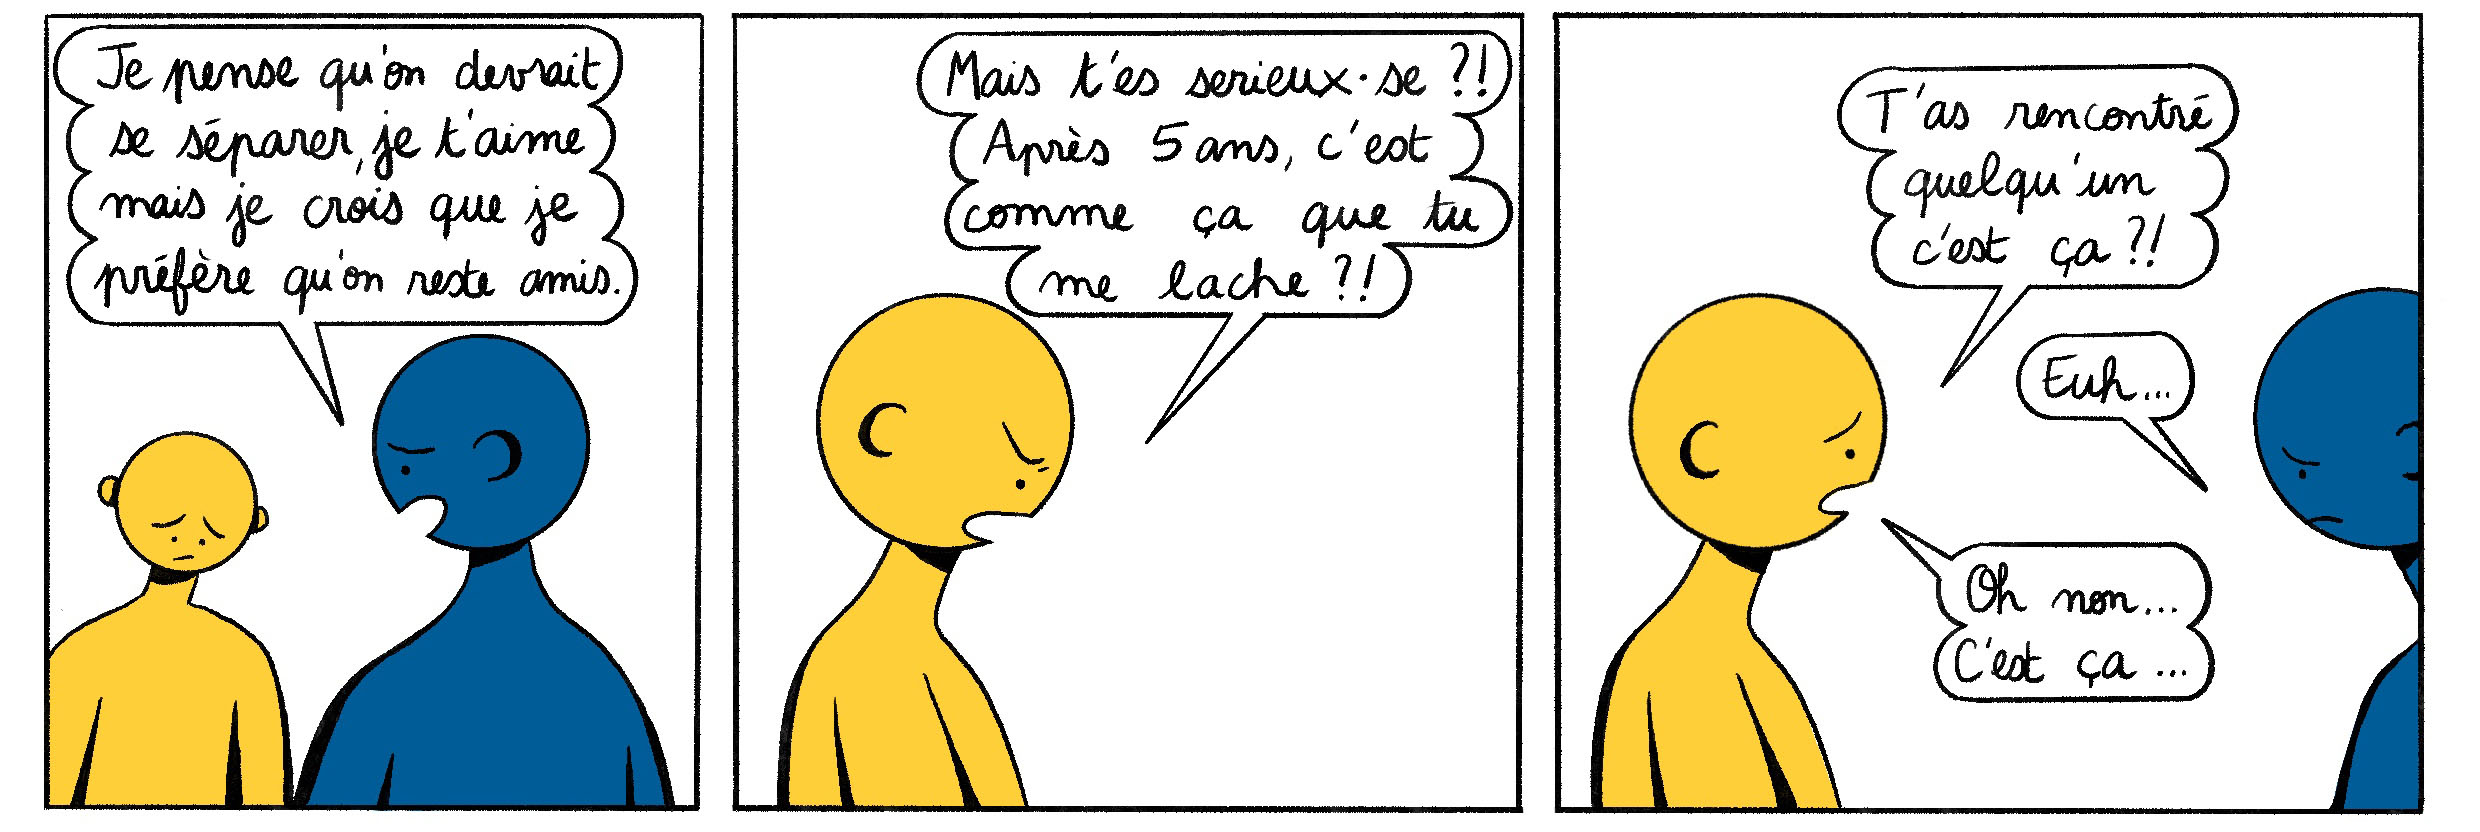 Je pense qu'on devrait
se séparer, je t'aime
mais je crois que je
préfère qu'on reste amis.
Mais t'es serieux·se ?!
Après 5 ans, c'est
comme ça que tu
me lache ?!
T'as rencontré
quelqu'un
c'est ça ?!
Euh...
Oh non...
C'est ça ...